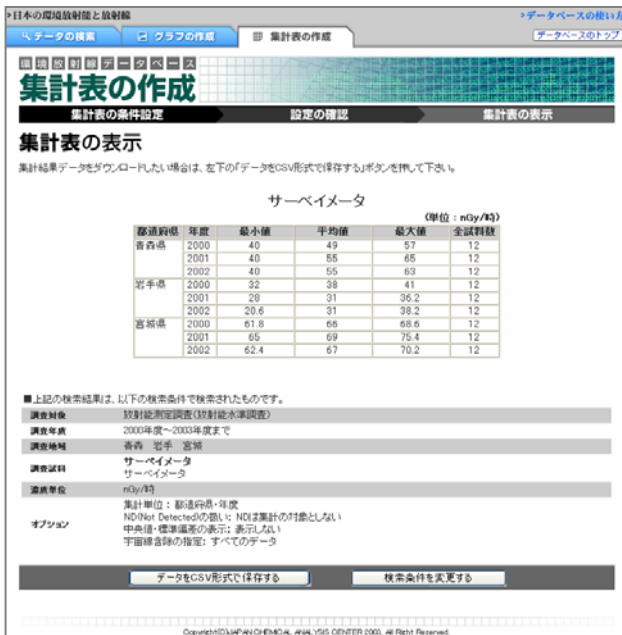 >日本の環境放射能と放射線
>データベースの使い方
データの検索 グラフの作成 集計表の作成
データベースのトップ
環境放射線データベース
集計表の作成
集計表の条件設定 設定の確認 集計表の表示
集計表の表示
集計結果データをダウンロードしたい場合は、左下の「データをCSV形式で保存する」ボタンを押して下さい。
サーベイメータ
(単位：nGy/時)
都道府県 年度 最小値 平均値 最大値 全試料数
青森県 2000 40 49 57 12
2001 40 55 65 12
2002 40 55 63 12
岩手県 2000 32 38 41 12
2001 28 31 36.2 12
2002 20.6 31 38.2 12
宮城県 2000 61.8 66 68.6 12
2001 65 69 75.4 12
2002 62.4 67 70.2 12
■上記の検索結果は、以下の検索条件で検索されたものです。
調査対象 放射能測定調査(放射能水準調査)
調査年度 2000年度～2003年度まで
調査地域 青森 岩手 宮城
調査試料 サーベイメータ
サーベイメータ
濃度単位 nGy/時
オプション 集計単位：都道府県・年度
ND(Not Detected)の扱い：NDは集計の対象としない
中央値・標準偏差の表示：表示しない
宇宙線含除の指定：すべてのデータ
データをCSV形式で保存する 検索条件を変更する
Copyright(C)JAPAN CHEMICAL ANALYSIS CENTER 2003, All Right Reserved.